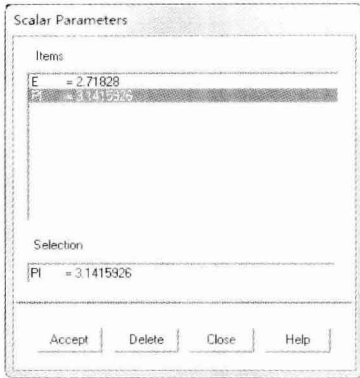 Scalar Parameters
Items
E = 2.71828
PI = 3.1415926
Selection
PI = 3.1415926
Accept Delete Close Help